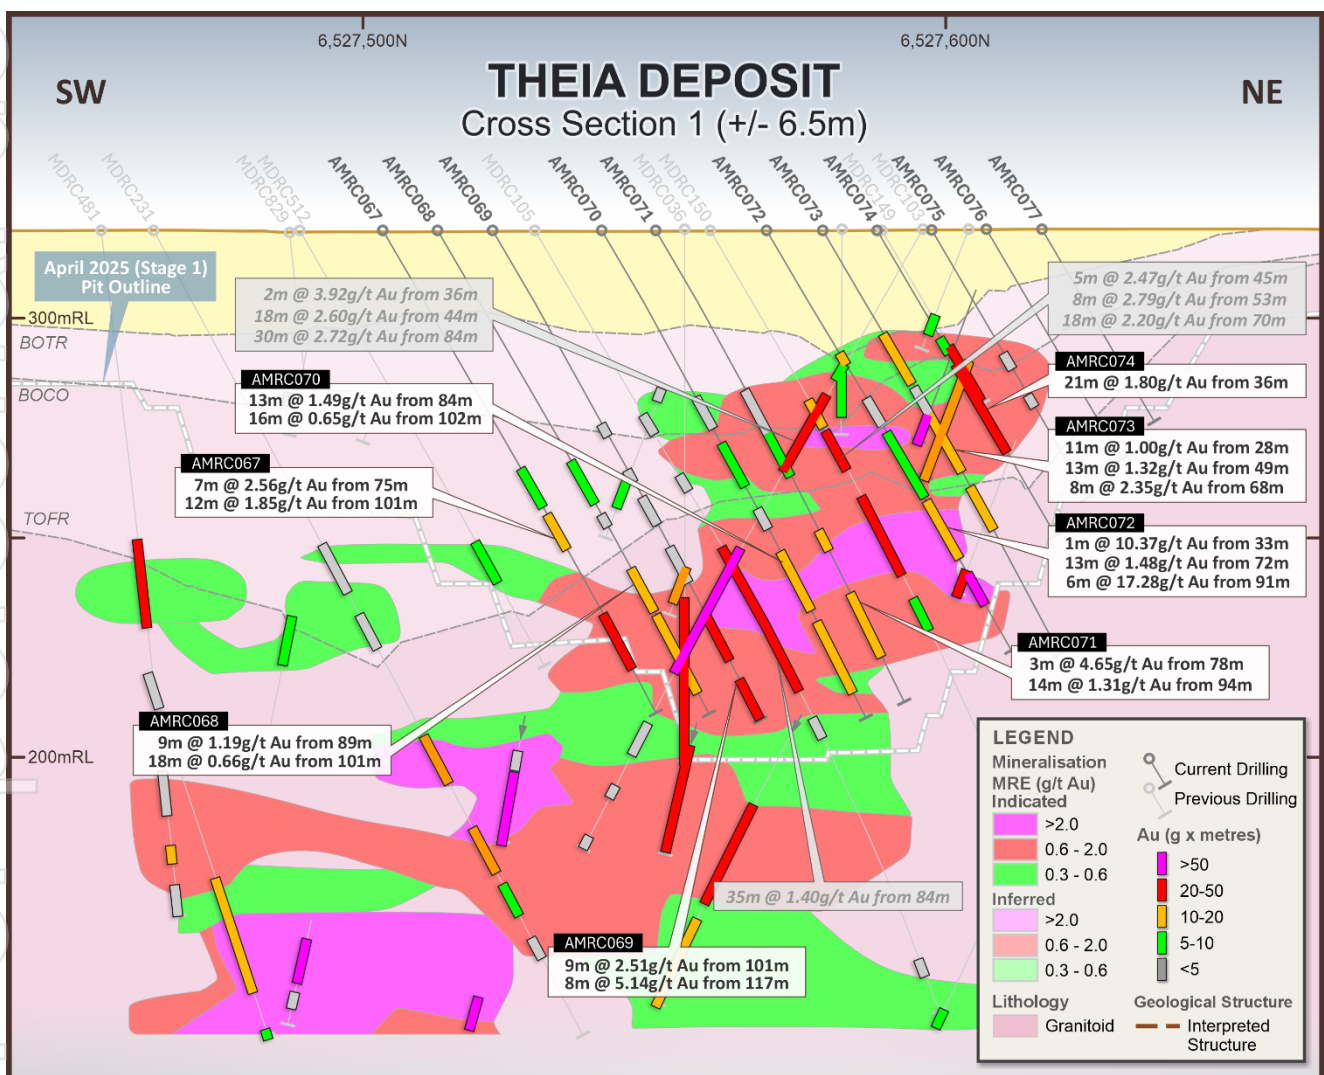 6,527,500N
6,527,600N
SW
THEIA DEPOSIT
NE
Cross Section 1 (+/- 6.5m)
MDRC481
MDRC231
MDRC829
MDRC512
AMRC067
AMRC068
AMRC069
MDRC105
AMRC070
AMRC071
MDRC036
MDRC150
AMRC072
AMRC073
AMRC074
MDRC149
MDRC103
AMRC075
AMRC076
AMRC077
April 2025 (Stage 1)
Pit Outline
300mRL
BOTR
BOCO
TOFR
200mRL
2m @ 3.92g/t Au from 36m
18m @ 2.60g/t Au from 44m
30m @ 2.72g/t Au from 84m
5m @ 2.47g/t Au from 45m
8m @ 2.79g/t Au from 53m
18m @ 2.20g/t Au from 70m
AMRC070
13m @ 1.49g/t Au from 84m
16m @ 0.65g/t Au from 102m
AMRC074
21m @ 1.80g/t Au from 36m
AMRC073
11m @ 1.00g/t Au from 28m
13m @ 1.32g/t Au from 49m
8m @ 2.35g/t Au from 68m
AMRC067
7m @ 2.56g/t Au from 75m
12m @ 1.85g/t Au from 101m
AMRC072
1m @ 10.37g/t Au from 33m
13m @ 1.48g/t Au from 72m
6m @ 17.28g/t Au from 91m
AMRC071
3m @ 4.65g/t Au from 78m
14m @ 1.31g/t Au from 94m
AMRC068
9m @ 1.19g/t Au from 89m
18m @ 0.66g/t Au from 101m
35m @ 1.40g/t Au from 84m
AMRC069
9m @ 2.51g/t Au from 101m
8m @ 5.14g/t Au from 117m
LEGEND
Mineralisation
MRE (g/t Au)
Indicated
>2.0
0.6 - 2.0
0.3 - 0.6
Inferred
>2.0
0.6 - 2.0
0.3 - 0.6
Lithology
Granitoid
Current Drilling
Previous Drilling
Au (g x metres)
>50
20-50
10-20
5-10
<5
Geological Structure
Interpreted
Structure